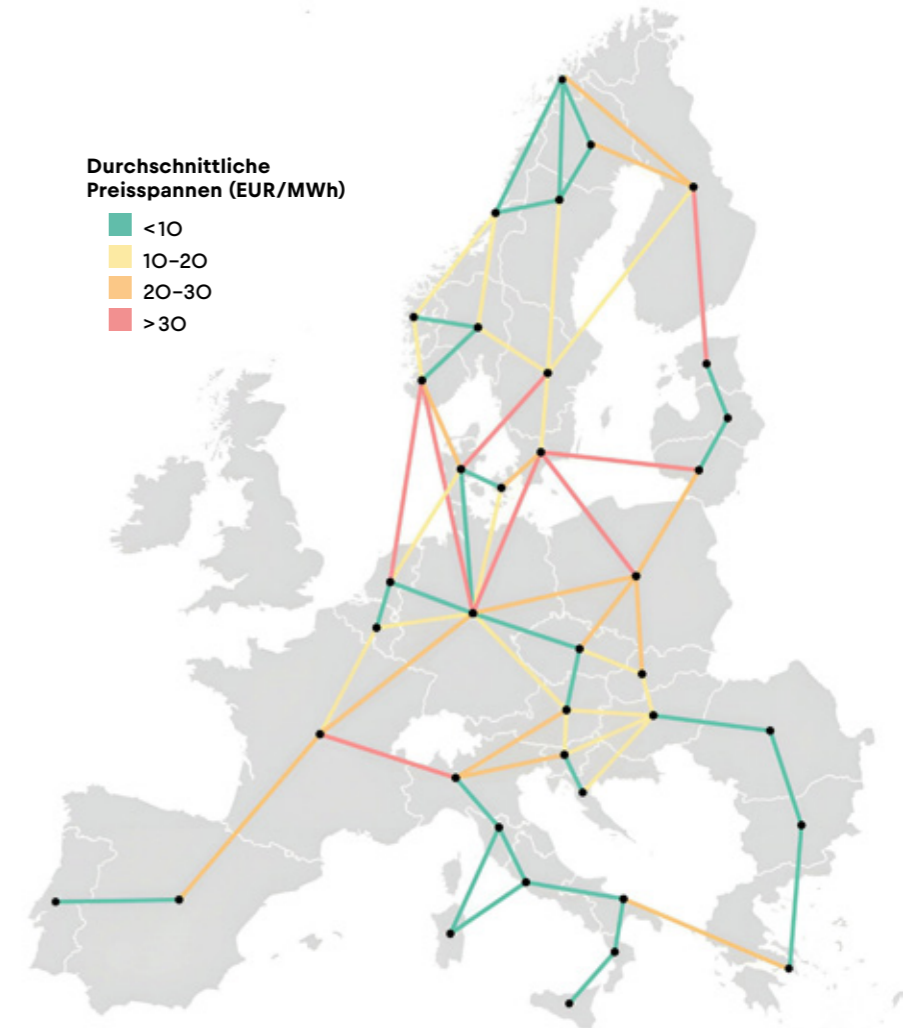 Durchschnittliche
Preisspannen (EUR/MWh)
<10
10–20
20–30
>30